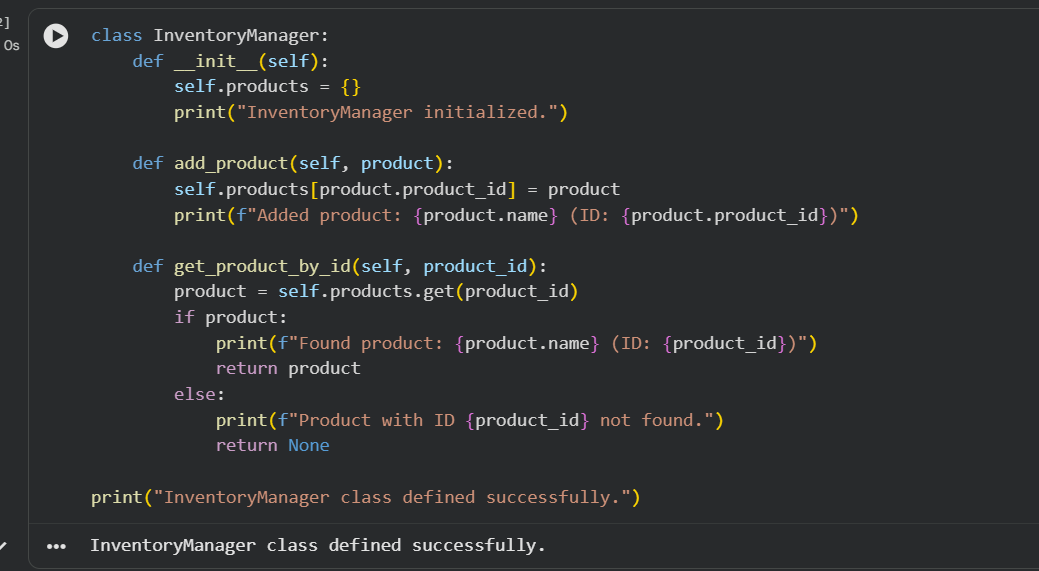 2]
0s
class InventoryManager:
    def __init__(self):
        self.products = {}
        print("InventoryManager initialized.")

    def add_product(self, product):
        self.products[product.product_id] = product
        print(f"Added product: {product.name} (ID: {product.product_id})")

    def get_product_by_id(self, product_id):
        product = self.products.get(product_id)
        if product:
            print(f"Found product: {product.name} (ID: {product_id})")
            return product
        else:
            print(f"Product with ID {product_id} not found.")
            return None

print("InventoryManager class defined successfully.")
InventoryManager class defined successfully.